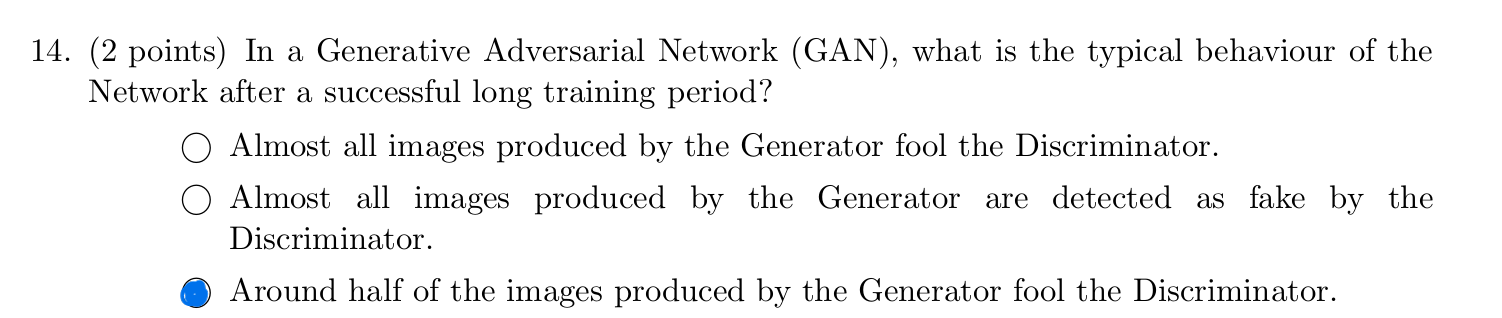 14. (2 points) In a Generative Adversarial Network (GAN), what is the typical behaviour of the
Network after a successful long training period?
Almost all images produced by the Generator fool the Discriminator.
Almost all images produced by the Generator are detected as fake by the
Discriminator.
Around half of the images produced by the Generator fool the Discriminator.